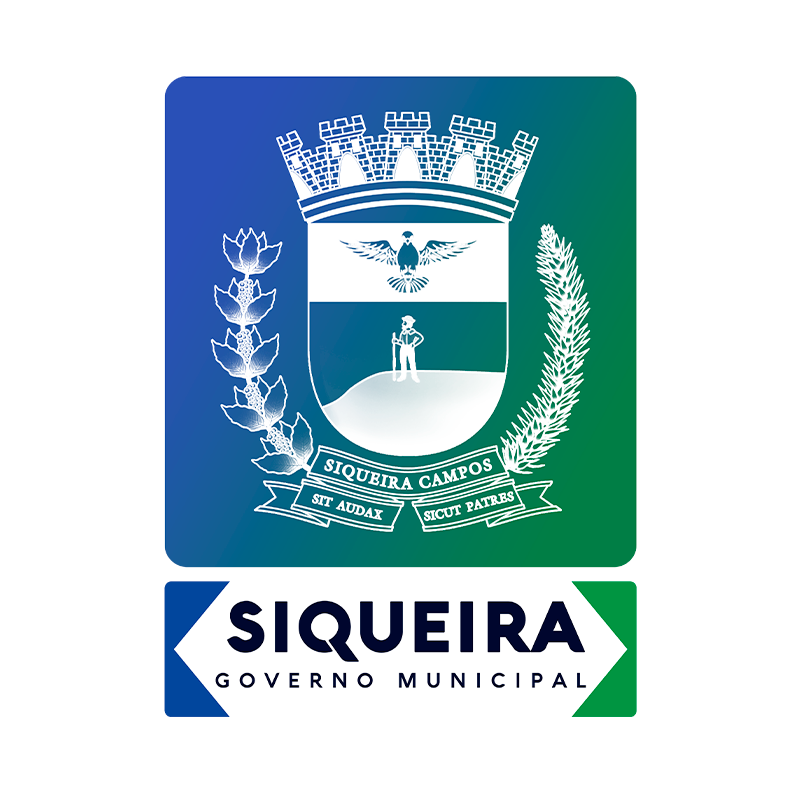 SIQUEIRA CAMPOS
SIT AUDAX SICUT PATRES
SIQUEIRA
GOVERNO MUNICIPAL